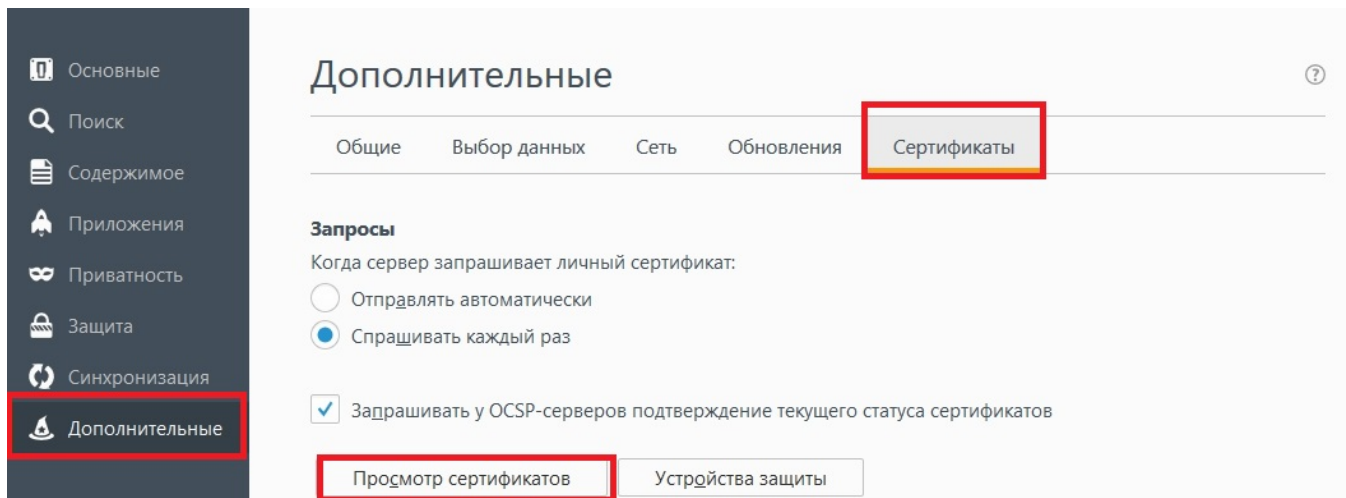 Основные
Поиск
Содержимое
Приложения
Приватность
Защита
Синхронизация
Дополнительные
Дополнительные
?
Общие Выбор данных Сеть Обновления Сертификаты
Запросы
Когда сервер запрашивает личный сертификат:
Отправлять автоматически
Спрашивать каждый раз
Запрашивать у OCSP-серверов подтверждение текущего статуса сертификатов
Просмотр сертификатов Устройства защиты